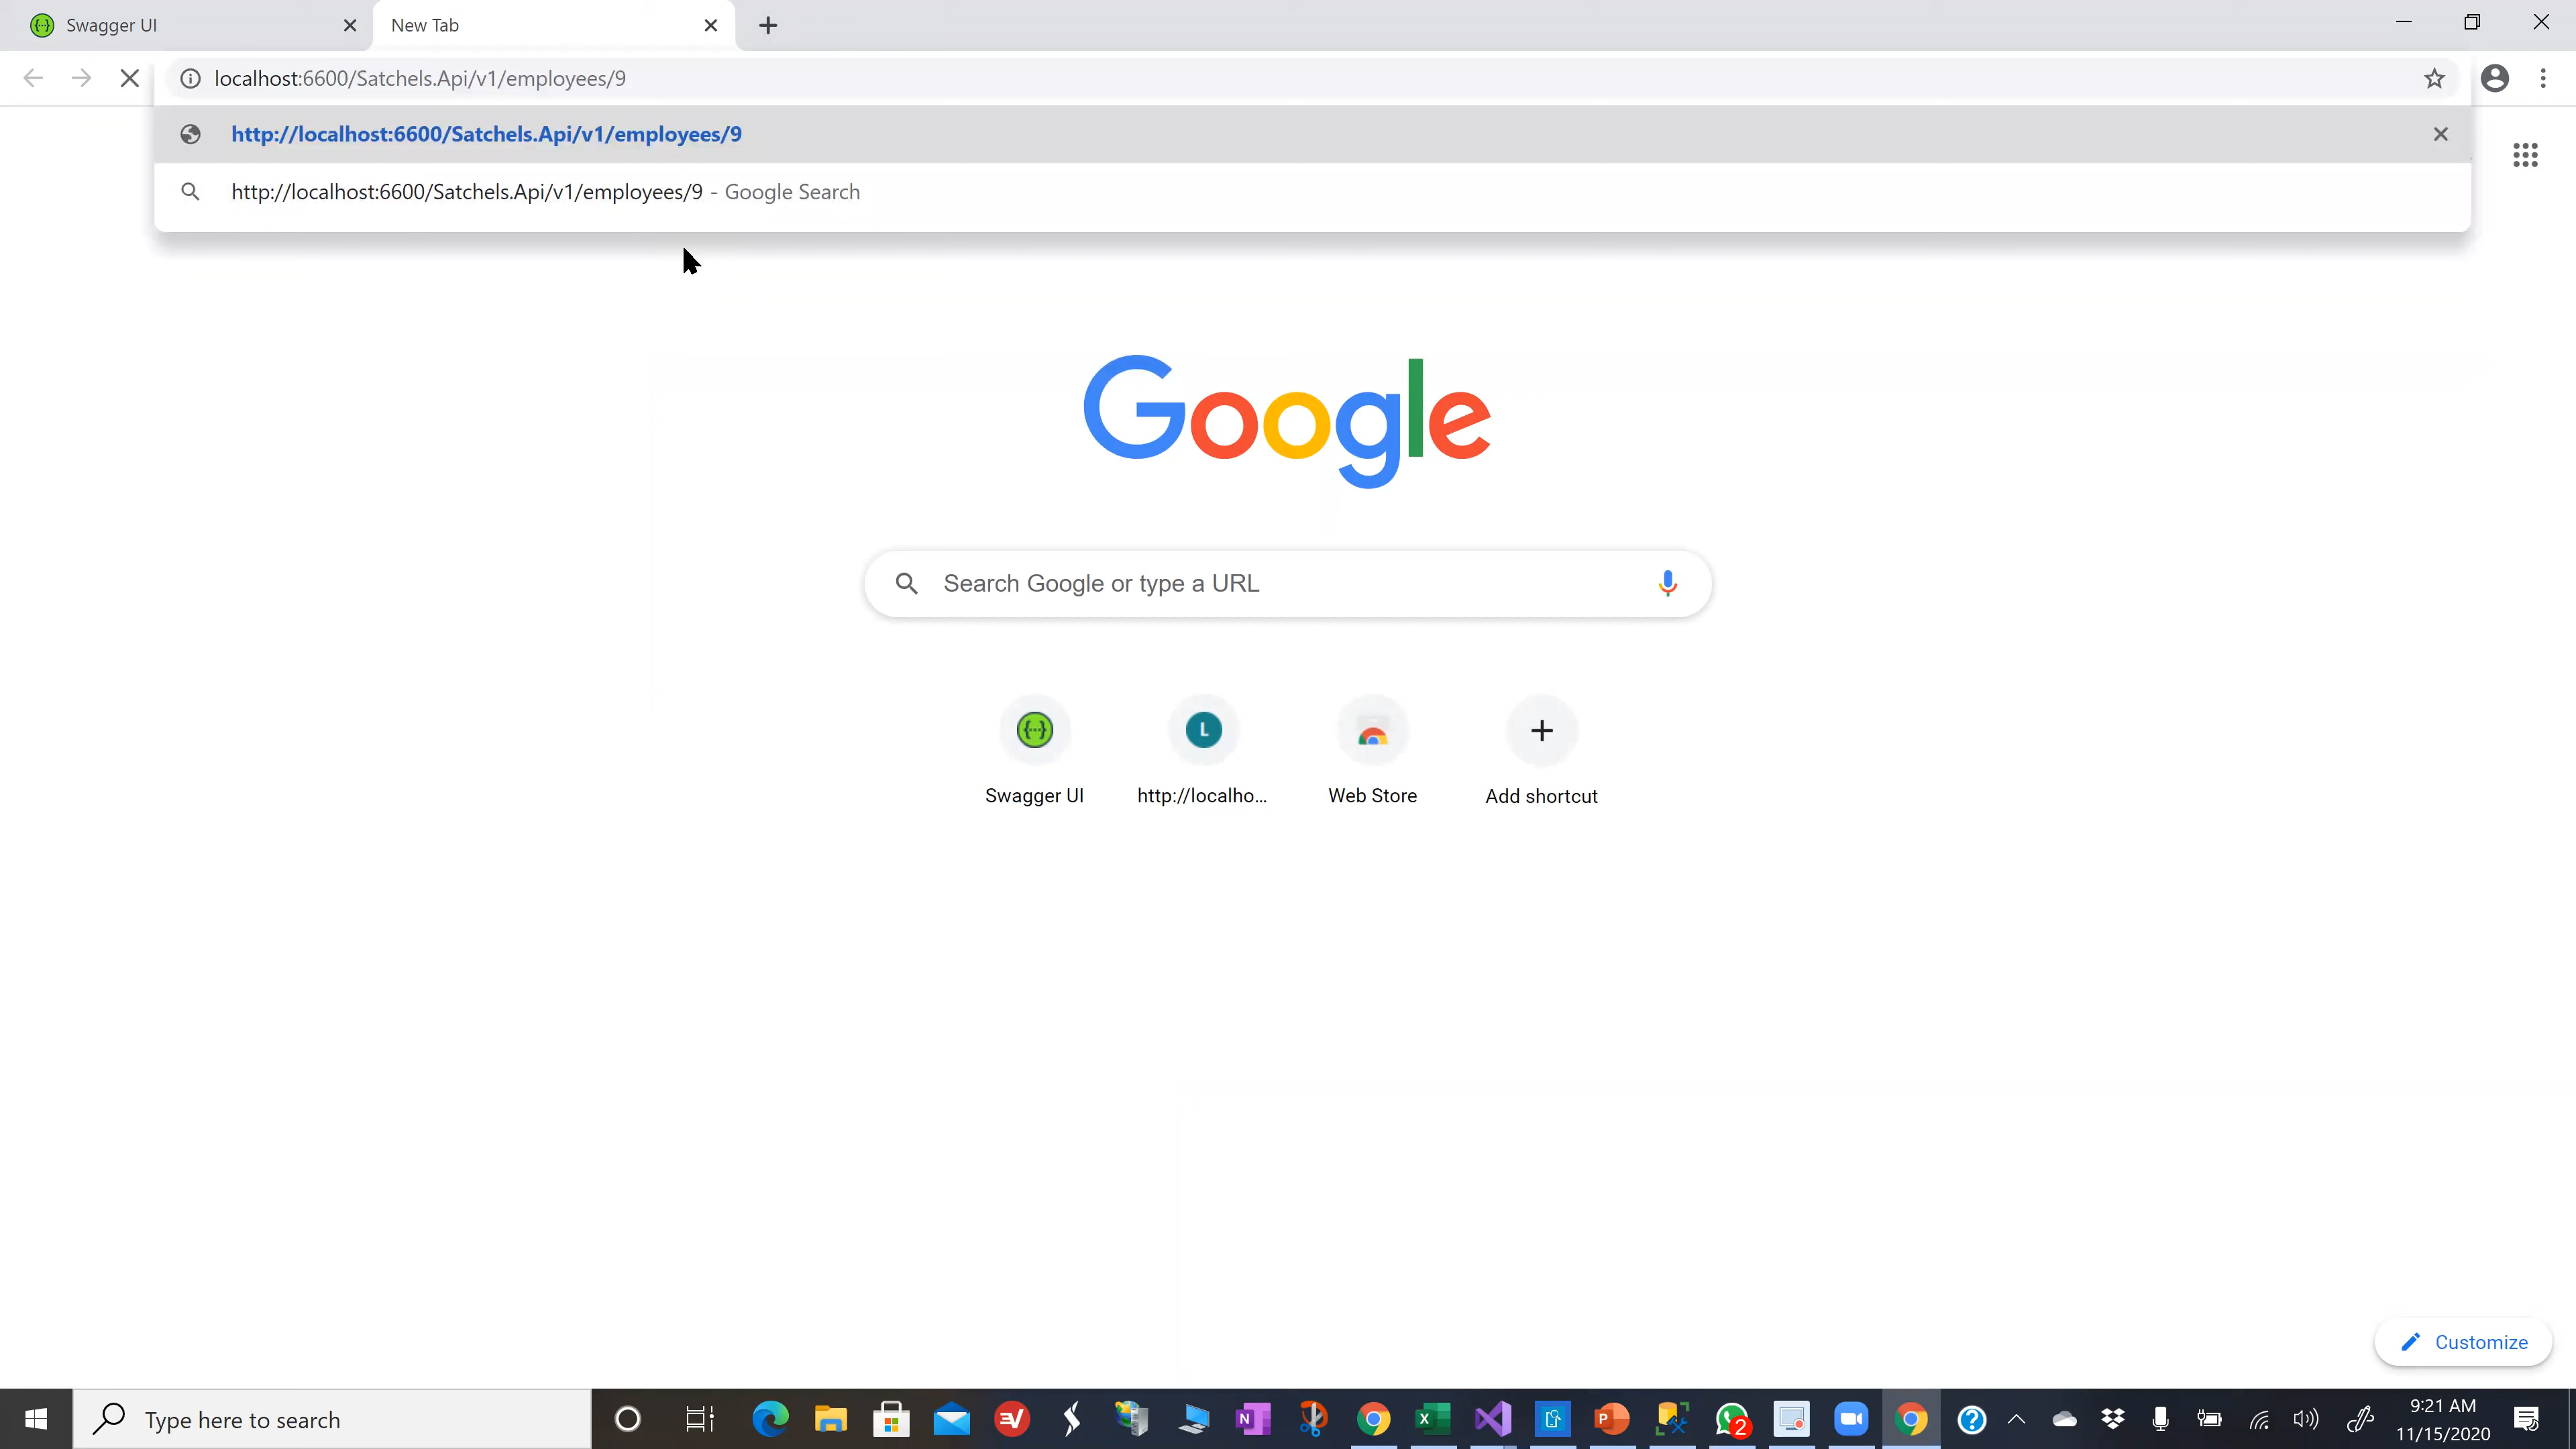 Swagger UI
New Tab
localhost:6600/Satchels.Api/v1/employees/9
http://localhost:6600/Satchels.Api/v1/employees/9
http://localhost:6600/Satchels.Api/v1/employees/9 - Google Search
Google
Search Google or type a URL
L
Swagger UI
http://localho...
Web Store
Add shortcut
Customize
Type here to search
2
9:21 AM
11/15/2020